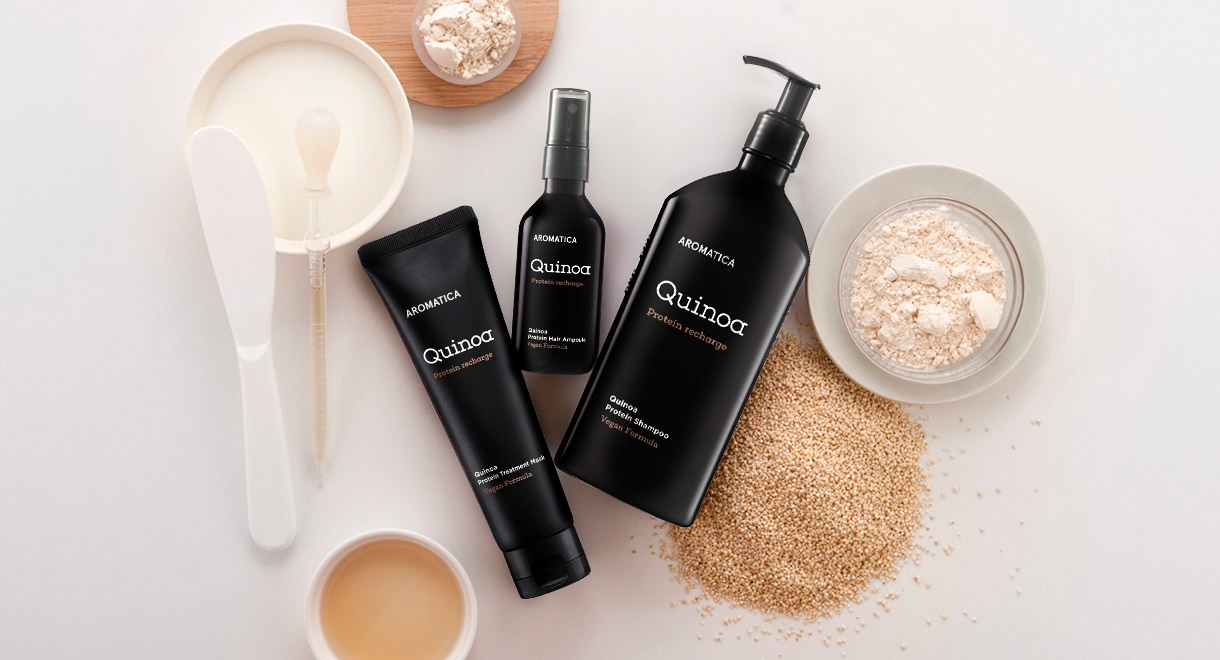 AROMATICA
Quinoa
Protein recharge
Quinoa
Protein Treatment Mask
Vegan Formula
AROMATICA
Quinoa
Protein recharge
Quinoa
Protein Hair Ampoule
Vegan Formula
AROMATICA
Quinoa
Protein recharge
Quinoa
Protein Shampoo
Vegan Formula